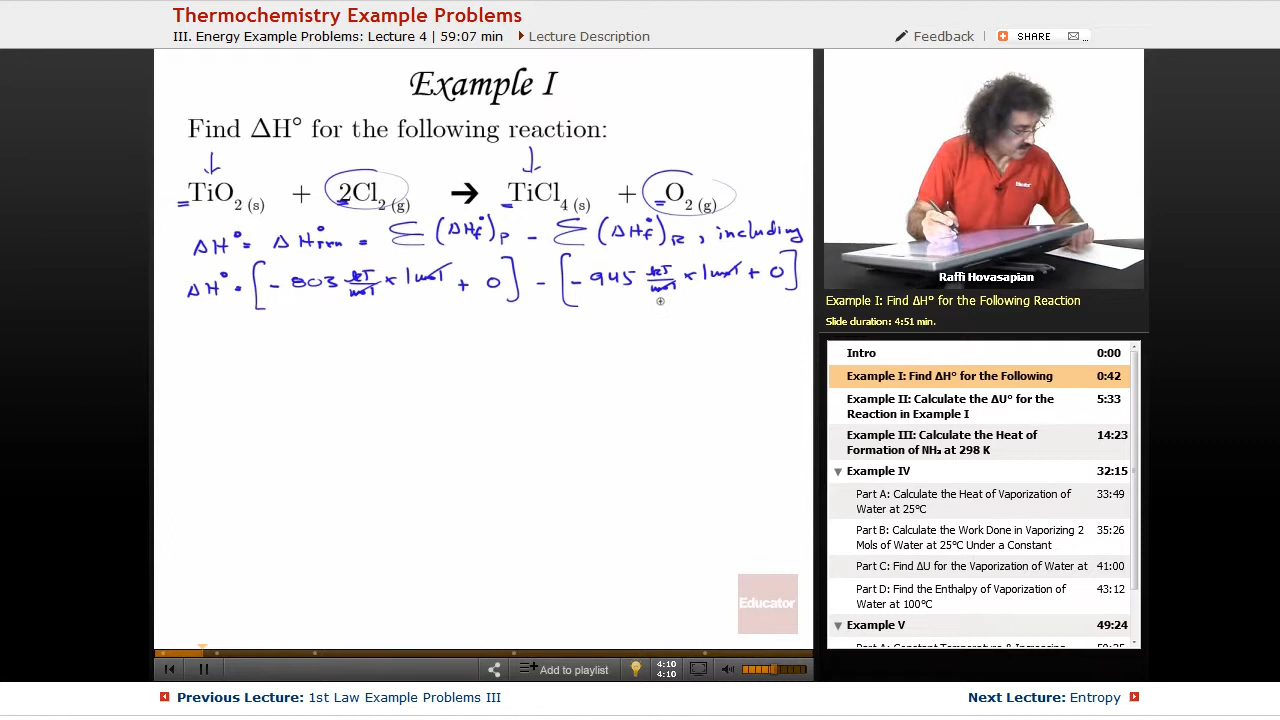 Thermochemistry Example Problems
III. Energy Example Problems: Lecture 4 | 59:07 min Lecture Description
Feedback SHARE ...
Example I
Find ΔH° for the following reaction:
TiO₂ (s) + 2Cl₂ (g) → TiCl₄ (s) + O₂ (g)
ΔH° = ΔH°rxn = Σ (ΔHf°)P - Σ (ΔHf°)R, including
ΔH° = [-803 kJ/mol × 1 mol + 0] - [-945 kJ/mol × 1 mol + 0]
Educator
Raffi Hovasapian
Example I: Find ΔH° for the Following Reaction
Slide duration: 4:51 min.
Intro 0:00
Example I: Find ΔH° for the Following 0:42
Example II: Calculate the ΔU° for the 5:33
Reaction in Example I
Example III: Calculate the Heat of 14:23
Formation of NH₃ at 298 K
Example IV 32:15
Part A: Calculate the Heat of Vaporization of 33:49
Water at 25°C
Part B: Calculate the Work Done in Vaporizing 2 35:26
Mols of Water at 25°C Under a Constant
Part C: Find ΔU for the Vaporization of Water at 41:00
Part D: Find the Enthalpy of Vaporization of 43:12
Water at 100°C
Example V 49:24
Add to playlist
4:10
4:10
Previous Lecture: 1st Law Example Problems III
Next Lecture: Entropy